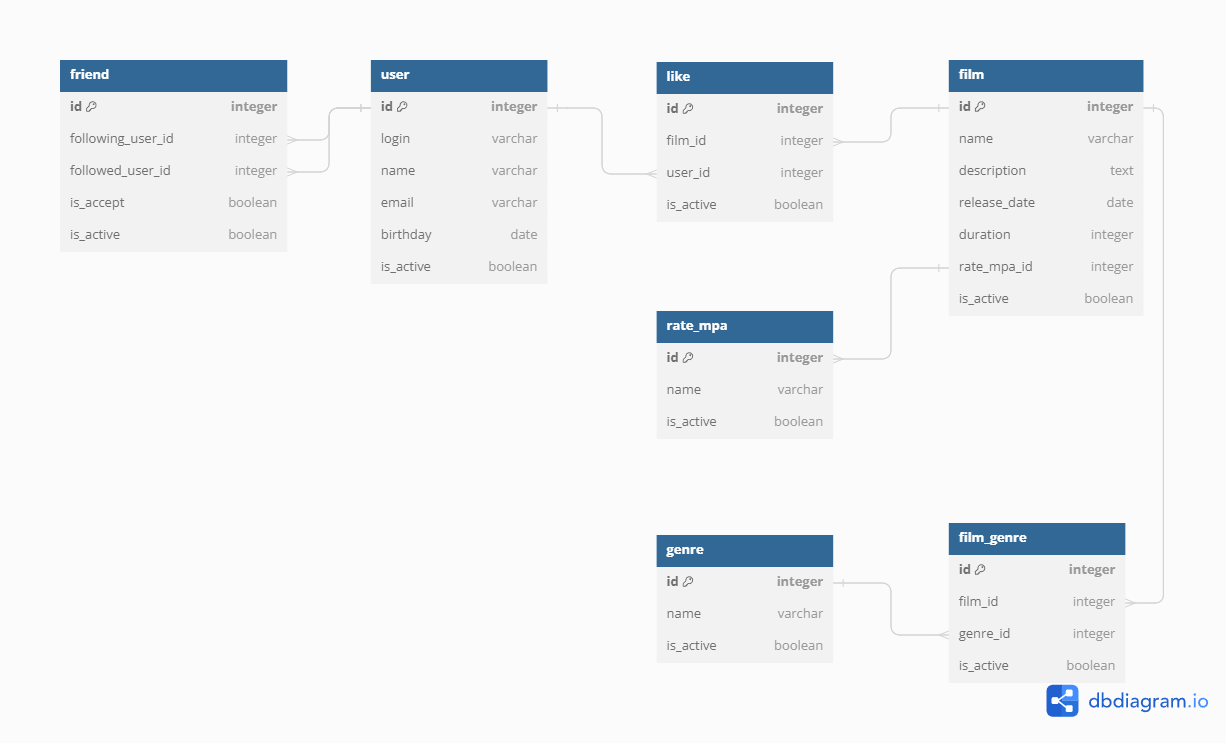 friend
id integer
following_user_id integer
followed_user_id integer
is_accept boolean
is_active boolean
user
id integer
login varchar
name varchar
email varchar
birthday date
is_active boolean
like
id integer
film_id integer
user_id integer
is_active boolean
film
id integer
name varchar
description text
release_date date
duration integer
rate_mpa_id integer
is_active boolean
rate_mpa
id integer
name varchar
is_active boolean
genre
id integer
name varchar
is_active boolean
film_genre
id integer
film_id integer
genre_id integer
is_active boolean
dbdiagram.io